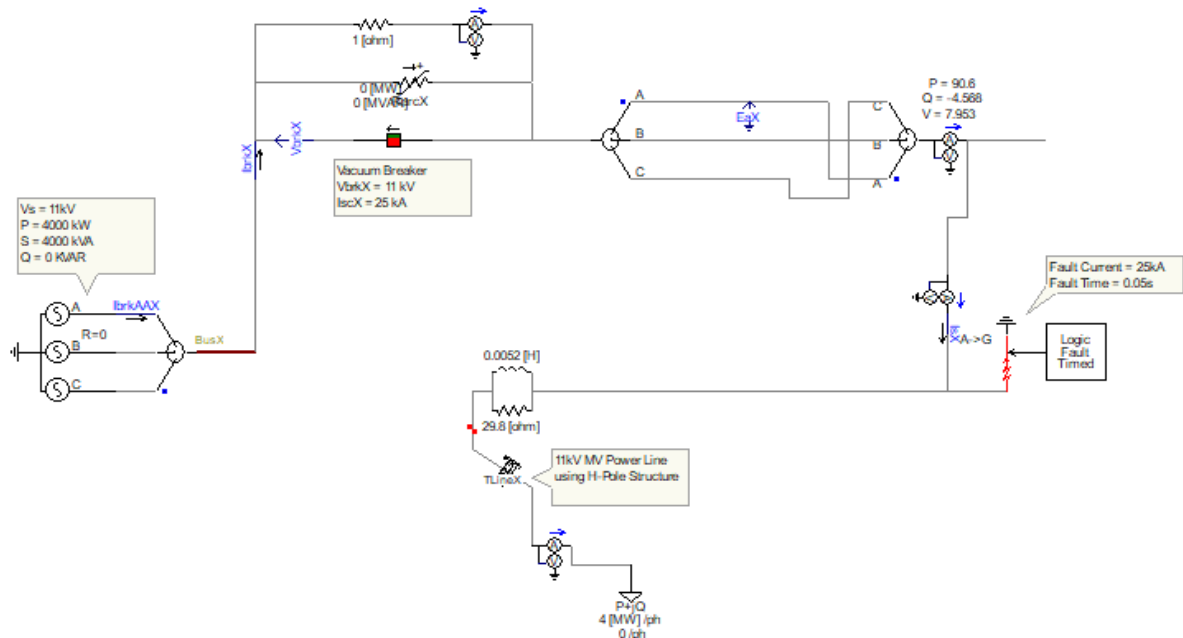 1 [ohm]
A
V
0 [MW]
0 [MVAR]
VbrkX
IbrkX
Vacuum Breaker
VbrkX = 11 kV
IscX = 25 kA
A
B
C
EaX
C
B
A
P = 90.6
Q = -4.568
V = 7.953
A
V
Vs = 11kV
P = 4000 kW
S = 4000 kVA
Q = 0 KVAR
A
B
C
S
S
S
IbrkAAX
R=0
BusX
Fault Current = 25kA
Fault Time = 0.05s
A->G
Logic
Fault
Timed
0.0052 [H]
29.8 [ohm]
TLineX
11kV MV Power Line
using H-Pole Structure
A
V
P+jQ
4 [MW] /ph
0 /ph